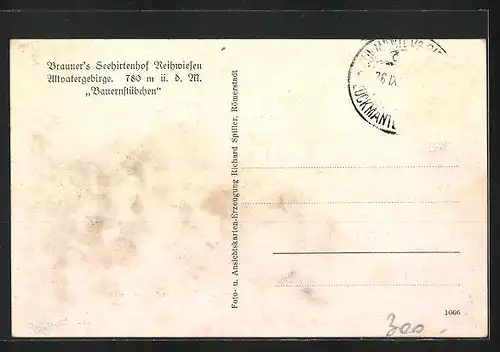 Brauner's Seehirtenhof Reihwiesen
Altvatergebirge. 780 m ü. d. M.
„Bauernstübchen“
Foto- u. Ansichtskarten-Erzeugung Richard Spiller, Römerstadt
26. IX
ZUCKMANTEL
1066
300